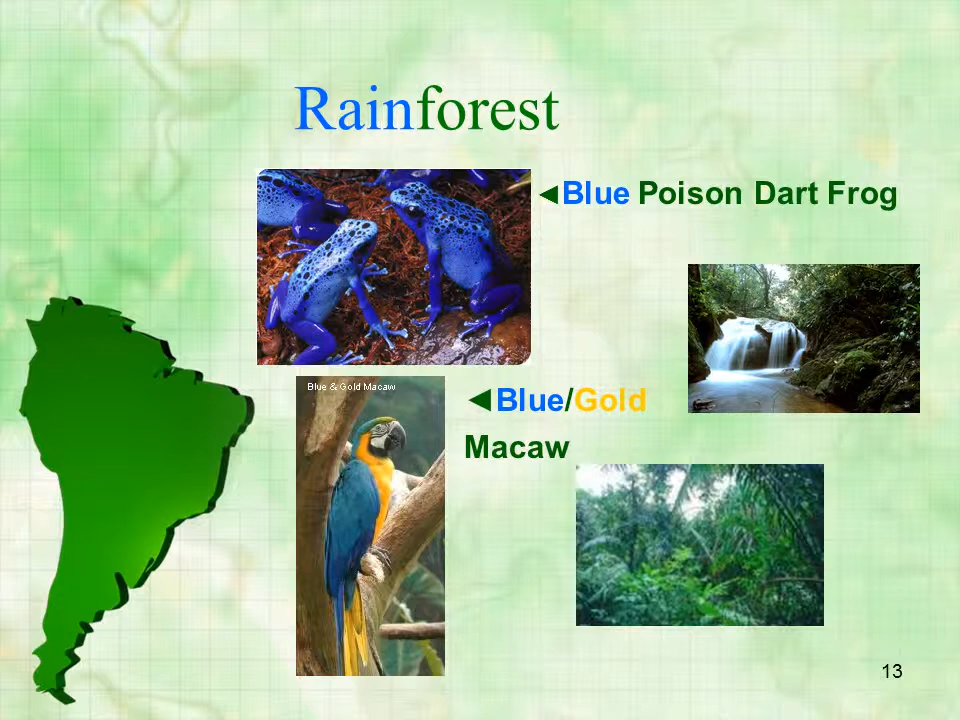 Rainforest
◄Blue Poison Dart Frog
Blue & Gold Macaw
◄Blue/Gold
Macaw
13